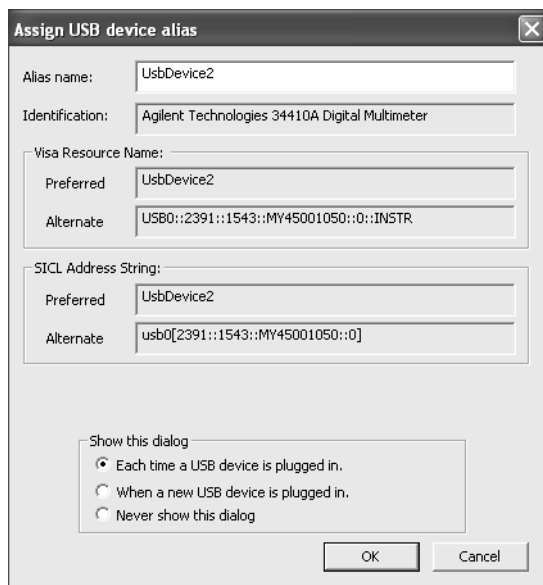 Assign USB device alias
Alias name: UsbDevice2
Identification: Agilent Technologies 34410A Digital Multimeter
Visa Resource Name:
Preferred UsbDevice2
Alternate USB0::2391::1543::MY45001050::0::INSTR
SICL Address String:
Preferred UsbDevice2
Alternate usb0[2391::1543::MY45001050::0]
Show this dialog
Each time a USB device is plugged in.
When a new USB device is plugged in.
Never show this dialog
OK Cancel